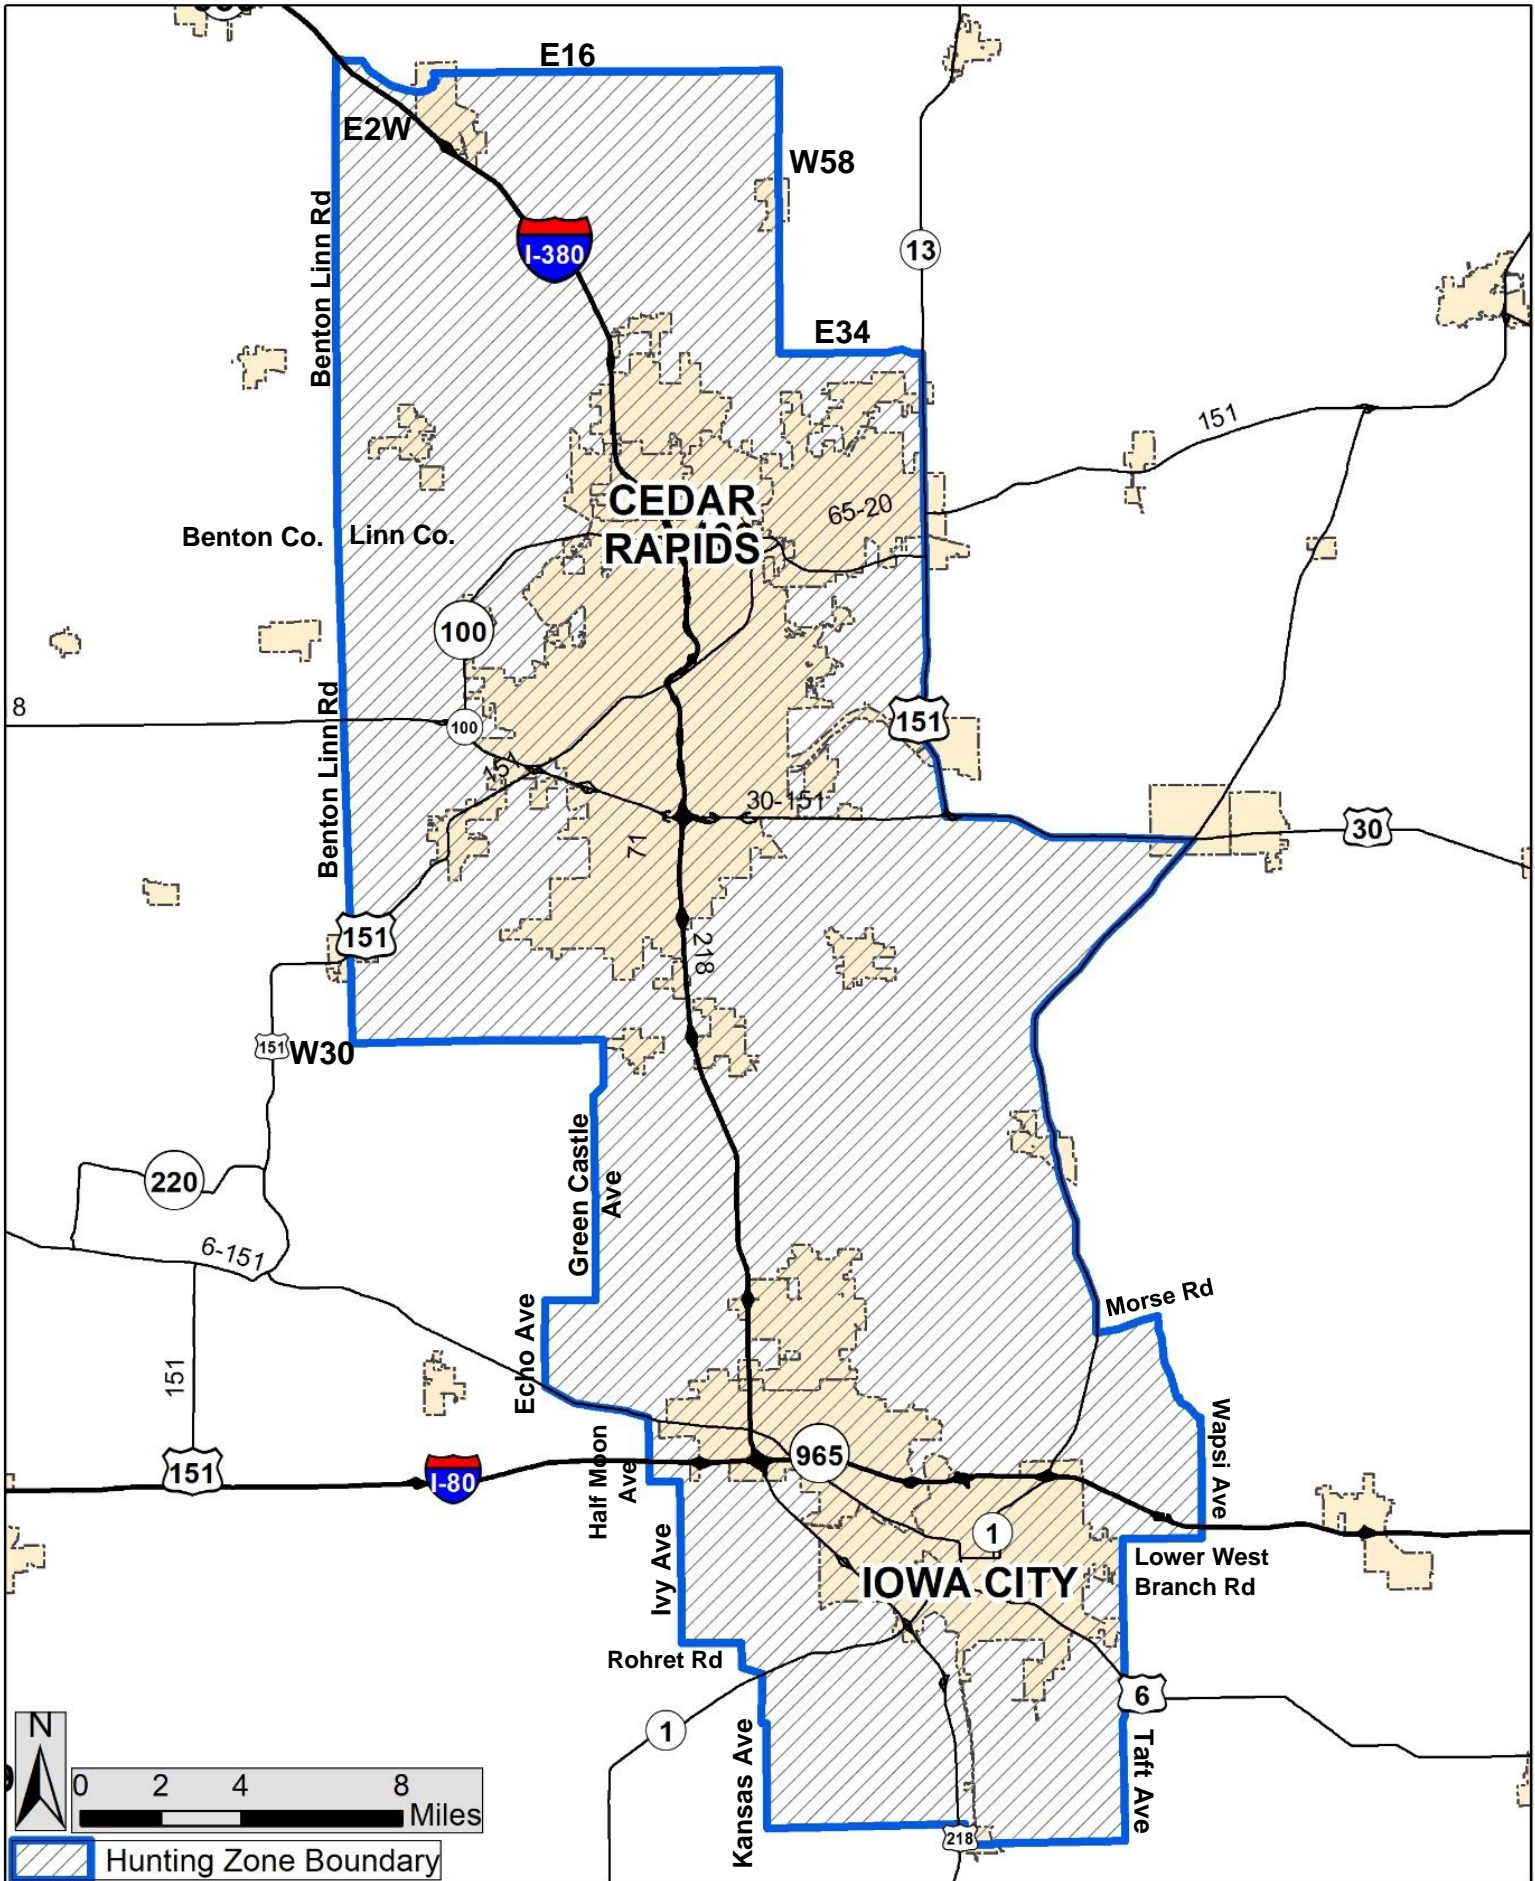 E16
E2W
W58
Benton Linn Rd
I-380
13
E34
151
CEDAR
RAPIDS
65-20
Benton Co.
Linn Co.
100
8
100
151
Benton Linn Rd
151
30-151
30
71
151
218
151
W30
Green Castle
Ave
220
6-151
Echo Ave
Morse Rd
151
Wapsi Ave
Half Moon
Ave
965
151
I-80
1
Ivy Ave
IOWA CITY
Lower West
Branch Rd
Rohret Rd
6
1
Kansas Ave
Taft Ave
218
N
0 2 4 8
Miles
Hunting Zone Boundary